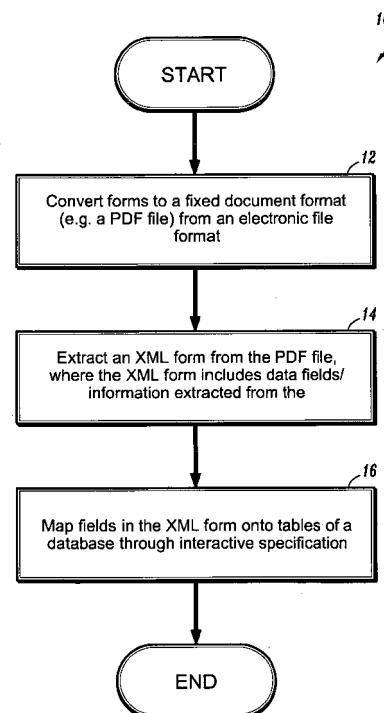 START
12
Convert forms to a fixed document format
(e.g. a PDF file) from an electronic file
format
14
Extract an XML form from the PDF file,
where the XML form includes data fields/
information extracted from the
16
Map fields in the XML form onto tables of a
database through interactive specification
END